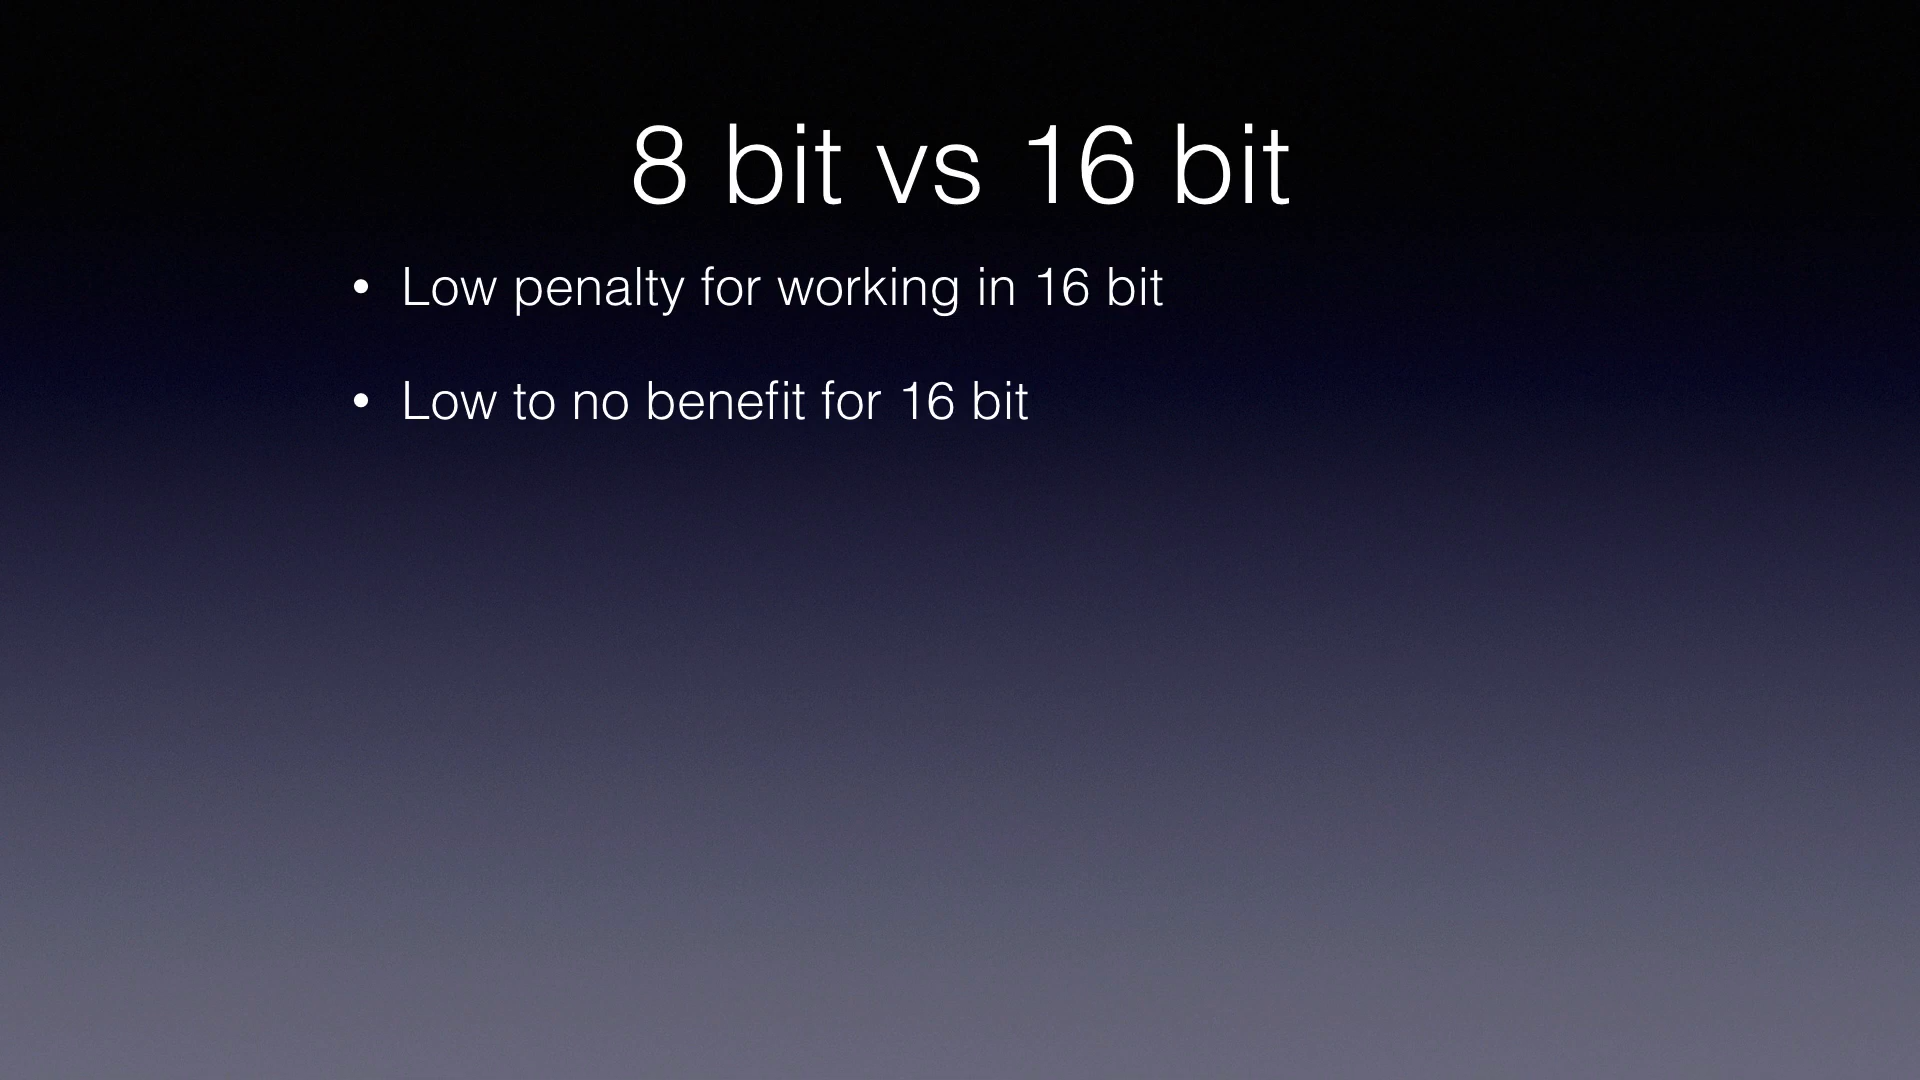 8 bit vs 16 bit
• Low penalty for working in 16 bit
• Low to no benefit for 16 bit